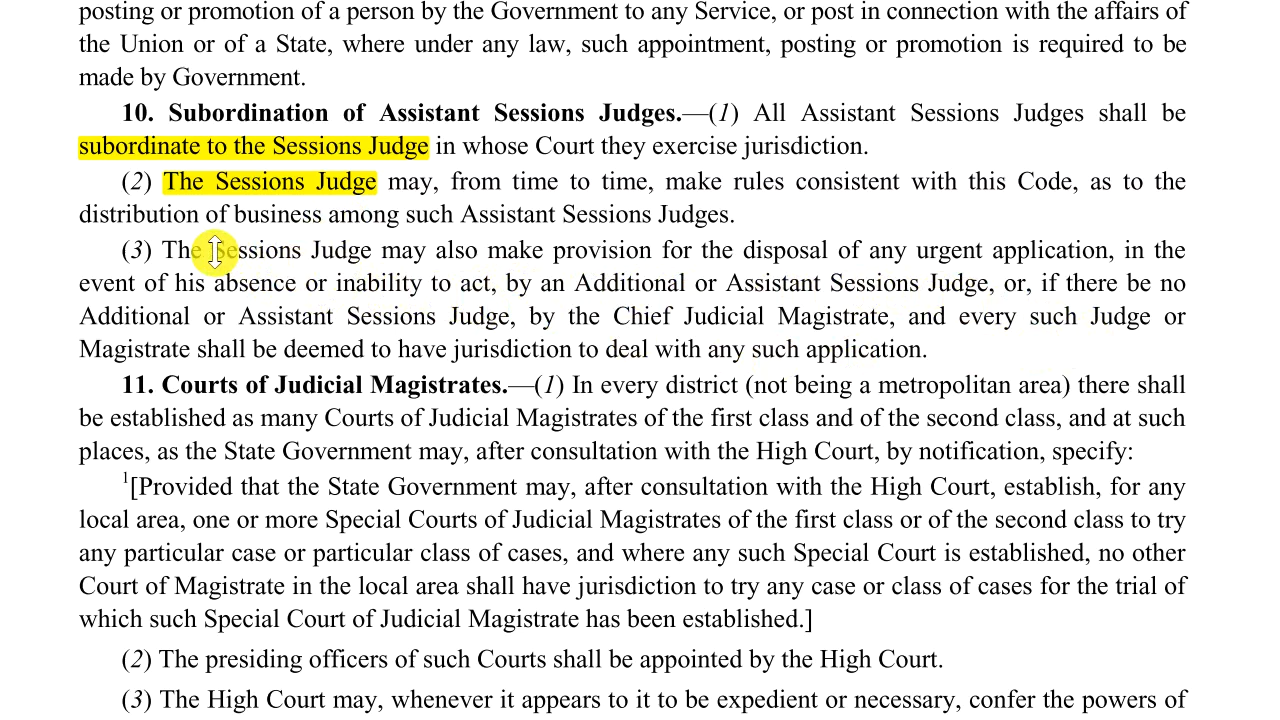 posting or promotion of a person by the Government to any Service, or post in connection with the affairs of
the Union or of a State, where under any law, such appointment, posting or promotion is required to be
made by Government.
10. Subordination of Assistant Sessions Judges.—(1) All Assistant Sessions Judges shall be
subordinate to the Sessions Judge in whose Court they exercise jurisdiction.
(2) The Sessions Judge may, from time to time, make rules consistent with this Code, as to the
distribution of business among such Assistant Sessions Judges.
(3) The Sessions Judge may also make provision for the disposal of any urgent application, in the
event of his absence or inability to act, by an Additional or Assistant Sessions Judge, or, if there be no
Additional or Assistant Sessions Judge, by the Chief Judicial Magistrate, and every such Judge or
Magistrate shall be deemed to have jurisdiction to deal with any such application.
11. Courts of Judicial Magistrates.—(1) In every district (not being a metropolitan area) there shall
be established as many Courts of Judicial Magistrates of the first class and of the second class, and at such
places, as the State Government may, after consultation with the High Court, by notification, specify:
1[Provided that the State Government may, after consultation with the High Court, establish, for any
local area, one or more Special Courts of Judicial Magistrates of the first class or of the second class to try
any particular case or particular class of cases, and where any such Special Court is established, no other
Court of Magistrate in the local area shall have jurisdiction to try any case or class of cases for the trial of
which such Special Court of Judicial Magistrate has been established.]
(2) The presiding officers of such Courts shall be appointed by the High Court.
(3) The High Court may, whenever it appears to it to be expedient or necessary, confer the powers of